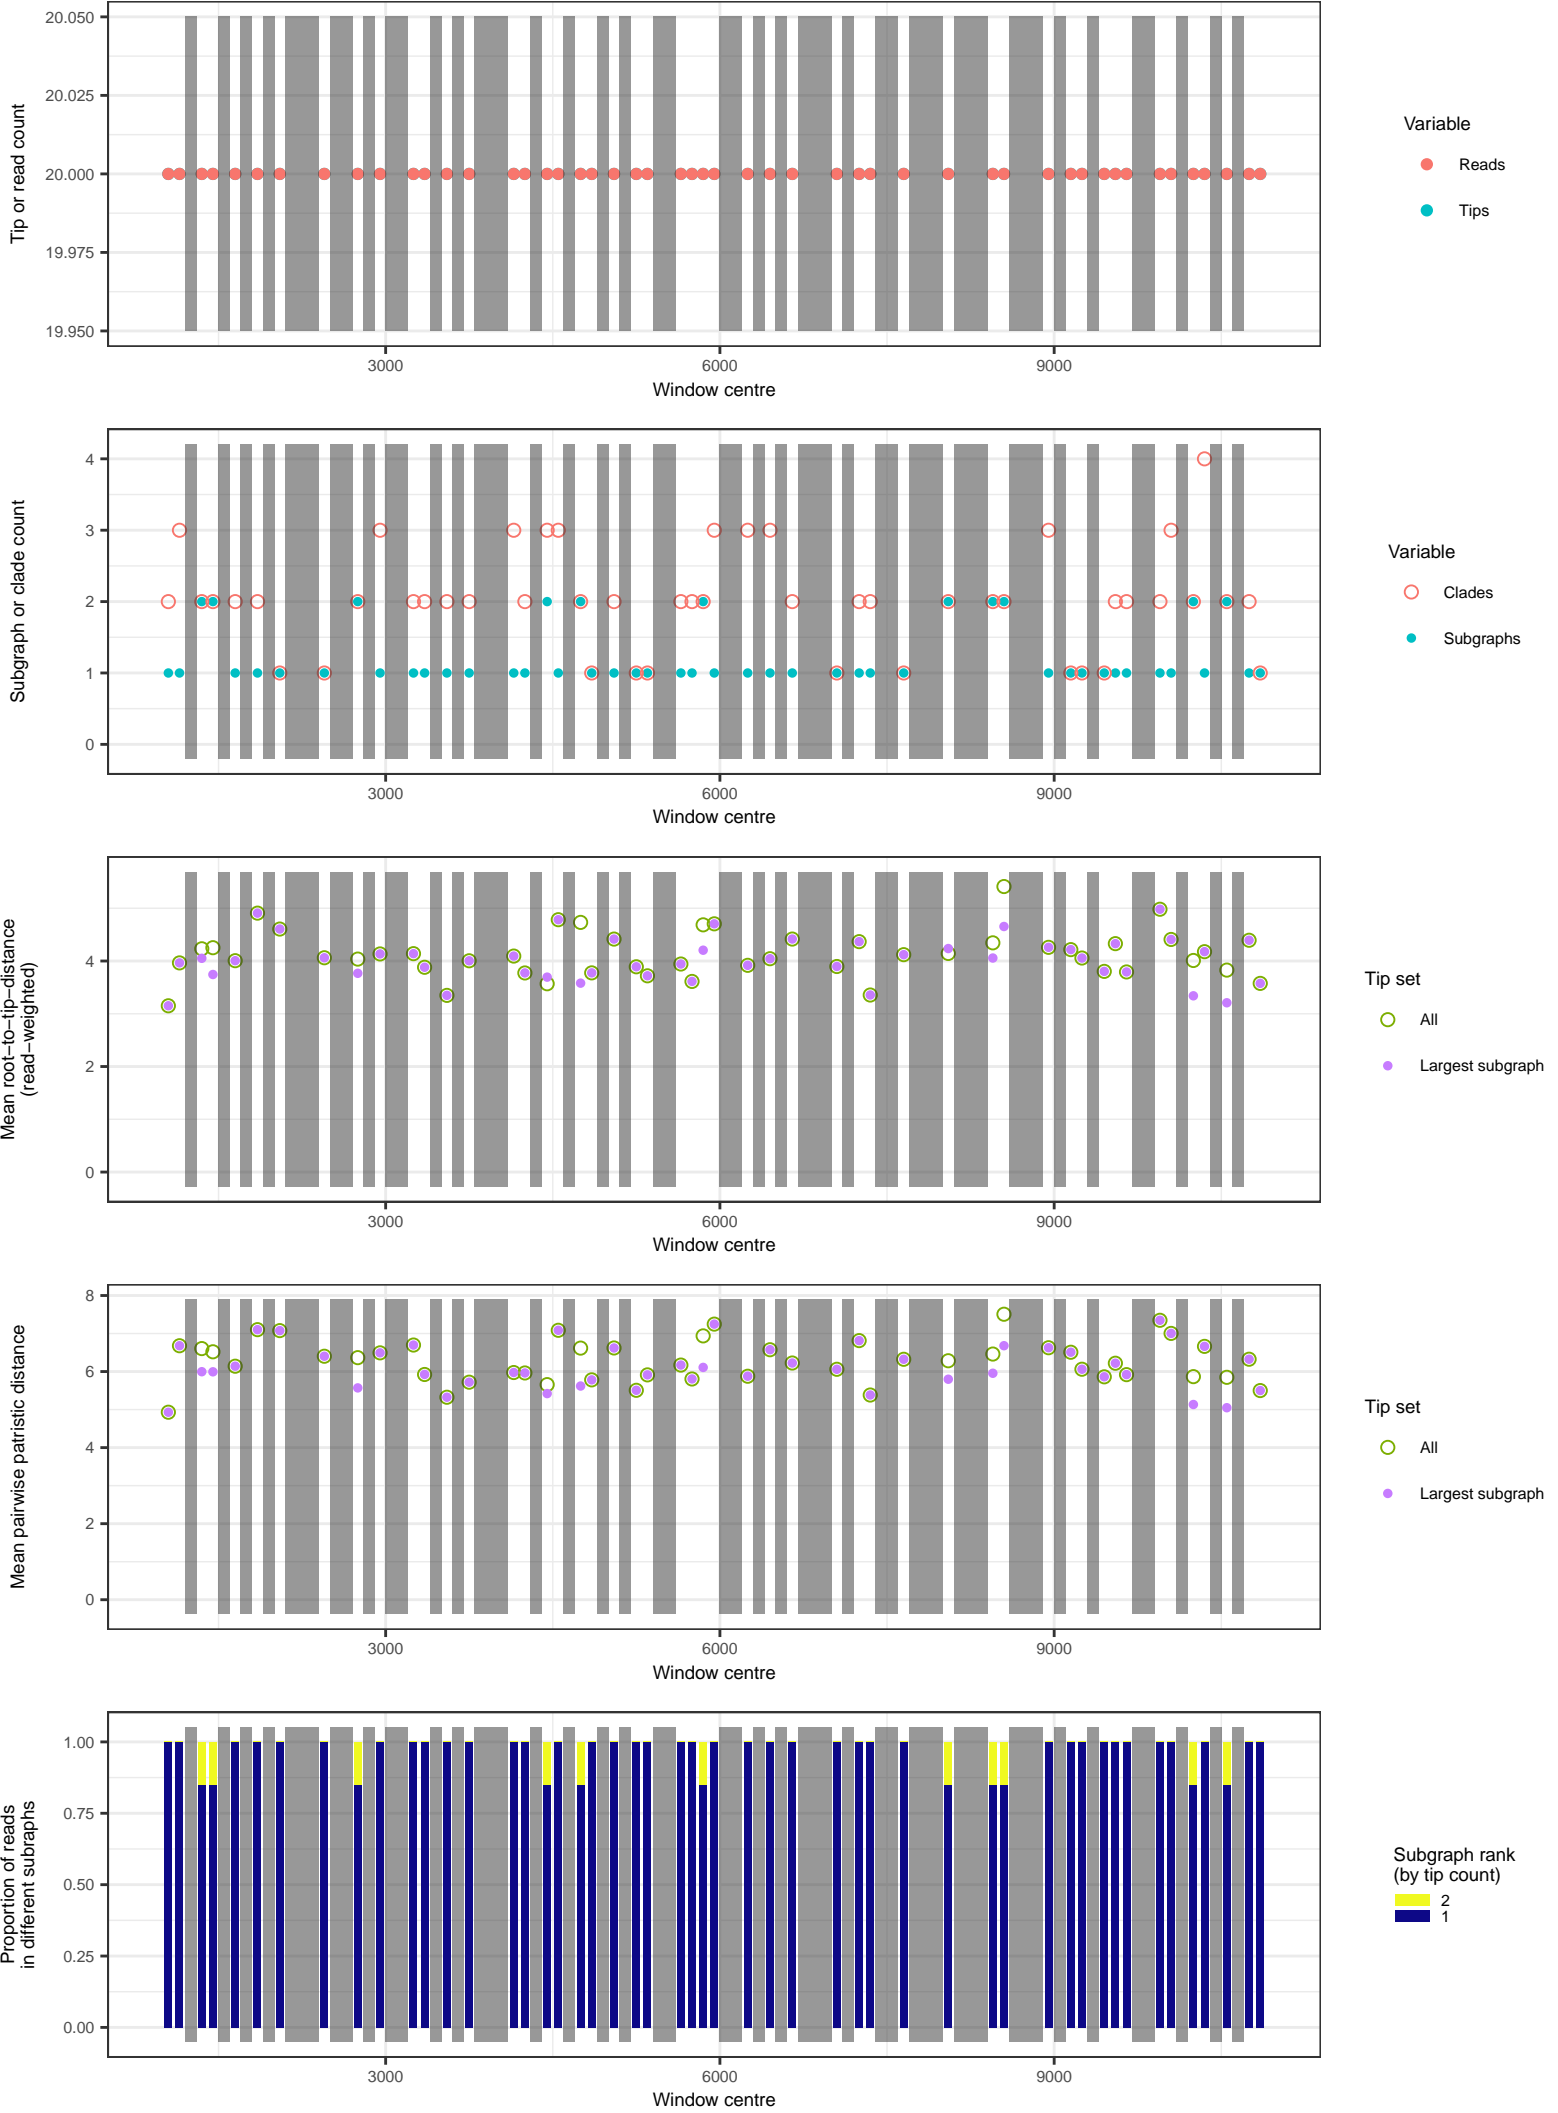 20.050
20.025
20.000
19.975
19.950
Tip or read count
3000
6000
9000
Window centre
Variable
Reads
Tips
4
3
2
1
0
Subgraph or clade count
3000
6000
9000
Window centre
Variable
Clades
Subgraphs
4
2
0
Mean root−to−tip−distance
(read−weighted)
3000
6000
9000
Window centre
Tip set
All
Largest subgraph
8
6
4
2
0
Mean pairwise patristic distance
3000
6000
9000
Window centre
Tip set
All
Largest subgraph
1.00
0.75
0.50
0.25
0.00
Proportion of reads
in different subraphs
3000
6000
9000
Window centre
Subgraph rank
(by tip count)
2
1